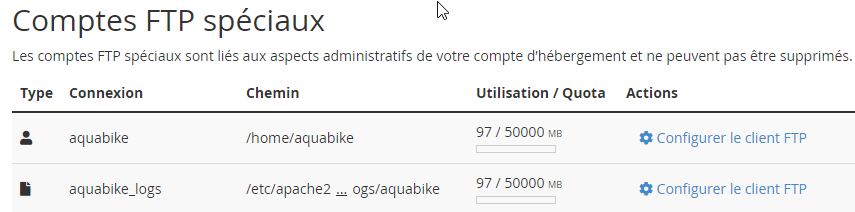 Comptes FTP spéciaux
Les comptes FTP spéciaux sont liés aux aspects administratifs de votre compte d’hébergement et ne peuvent pas être supprimés.
Type Connexion Chemin Utilisation / Quota Actions
aquabike /home/aquabike 97 / 50000 MB Configurer le client FTP
aquabike_logs /etc/apache2 ... ogs/aquabike 97 / 50000 MB Configurer le client FTP